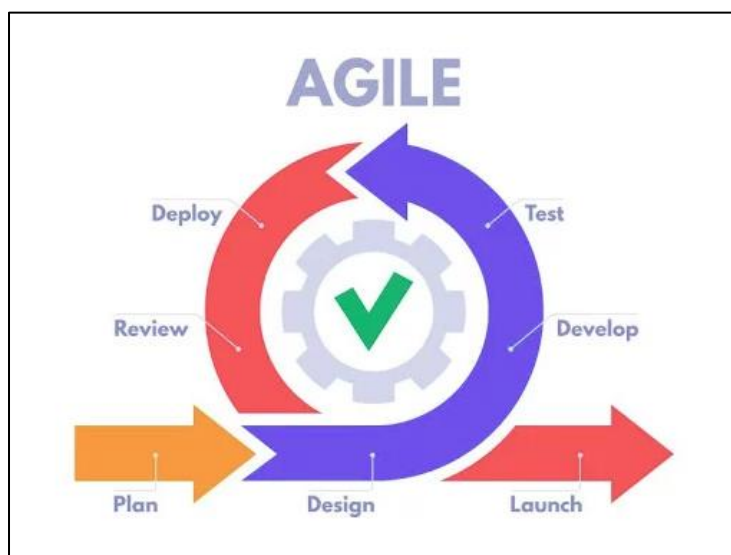 AGILE
Deploy
Test
Review
Develop
Plan
Design
Launch